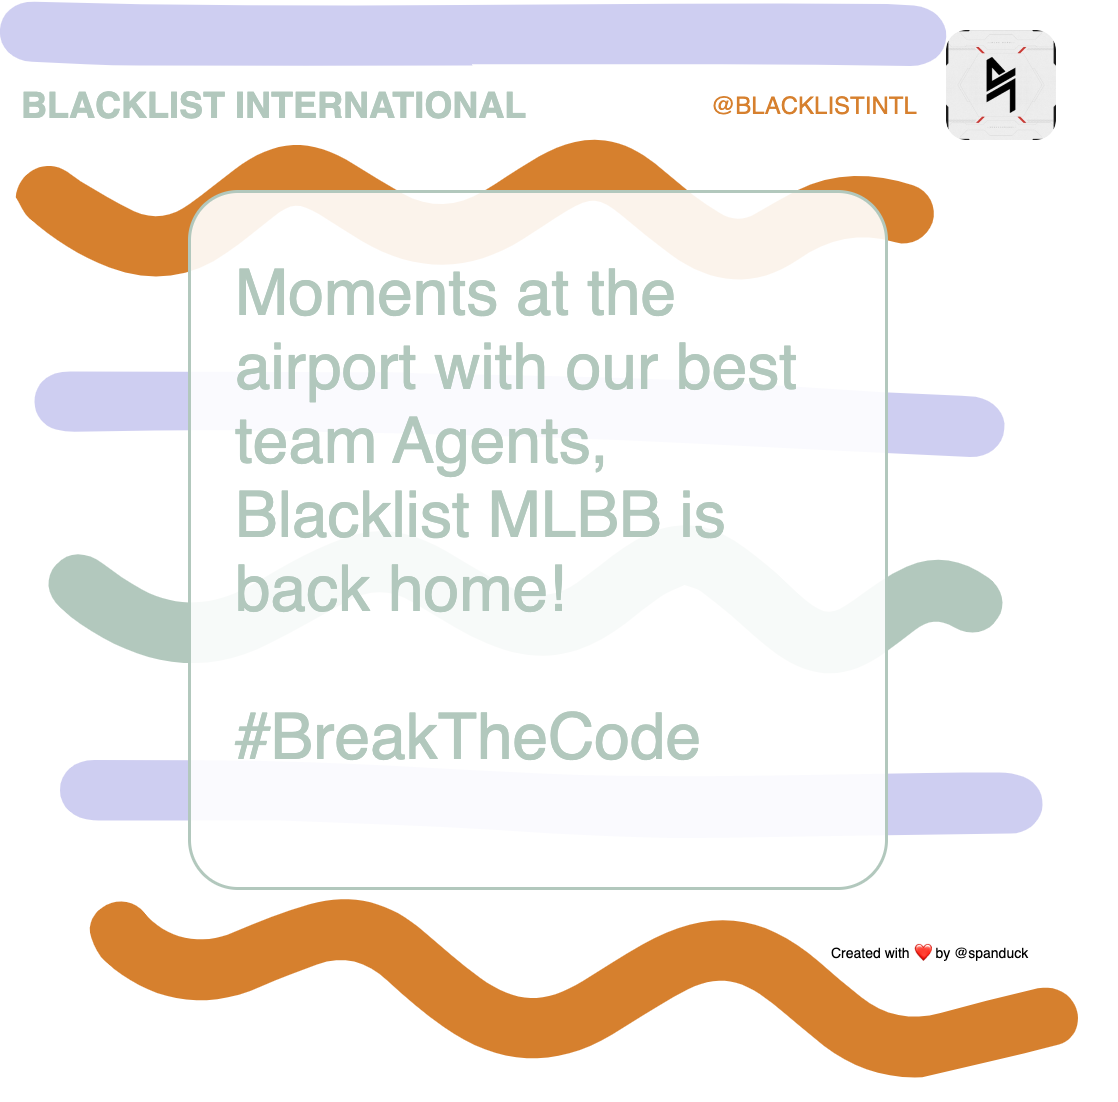 BLACKLIST INTERNATIONAL
@BLACKLISTINTL
Moments at the
airport with our best
team Agents,
Blacklist MLBB is
back home!
#BreakTheCode
Created with ❤️ by @spanduck